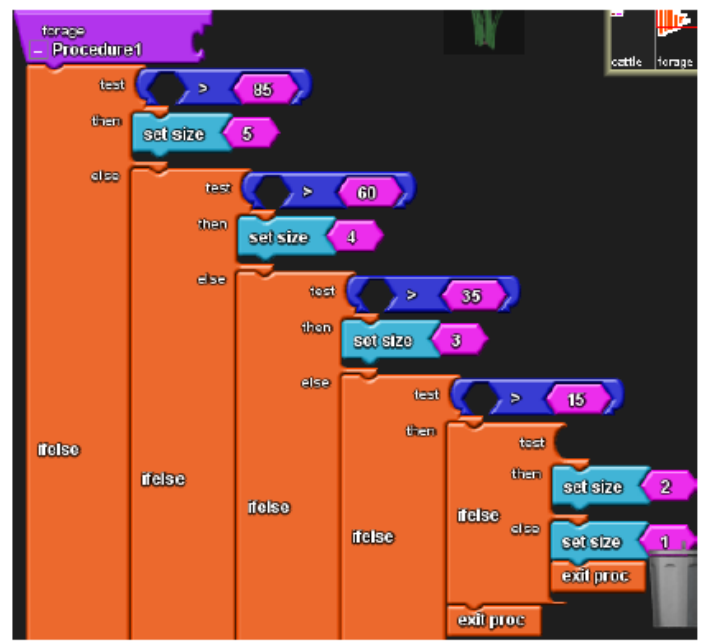 forage
– Procedure1
cattle forage
test > 85
then set size 5
else
test > 60
then set size 4
else
test > 35
then set size 3
else
test > 15
then
test
then set size 2
else set size 1
exit proc
exit proc
ifelse
ifelse
ifelse
ifelse
ifelse